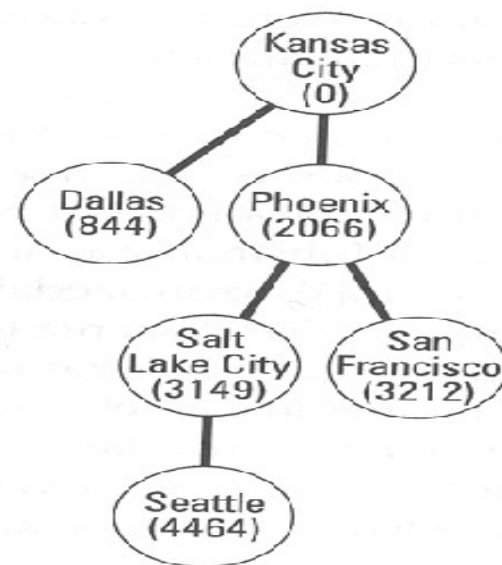 Kansas
City
(0)
Dallas
(844)
Phoenix
(2066)
Salt
Lake City
(3149)
San
Francisco
(3212)
Seattle
(4464)